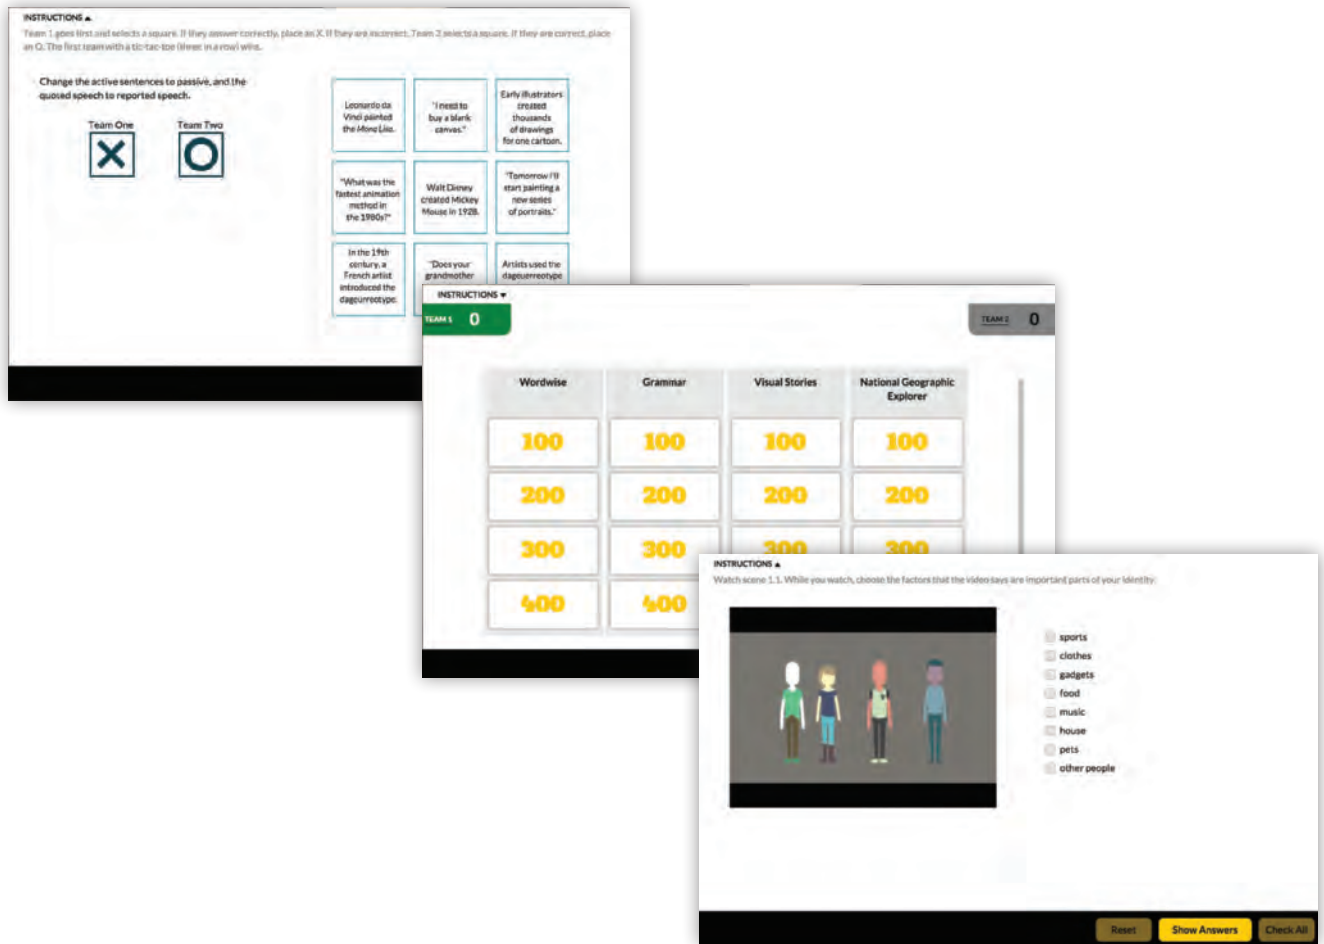 INSTRUCTIONS ▲
Team 1 goes first and selects a square. If they answer correctly, place an X. If they are incorrect, Team 2 selects a square. If they are correct, place
an O. The first team with a tic-tac-toe (three in a row) wins.
Change the active sentences to passive, and the
quoted speech to reported speech.
Team One
Team Two
X
O
Leonardo da
Vinci painted
the Mona Lisa.
"I need to
buy a blank
canvas."
Early illustrators
created
thousands
of drawings
for one cartoon.
"What was the
fastest animation
method in
the 1980s?"
Walt Disney
created Mickey
Mouse in 1928.
"Tomorrow I'll
start painting a
new series
of portraits."
In the 19th
century, a
French artist
introduced the
daguerreotype.
"Does your
grandmother
Artists used the
daguerreotype
INSTRUCTIONS ▼
TEAM 1 0
TEAM 2 0
Wordwise
Grammar
Visual Stories
National Geographic
Explorer
100 100 100 100
200 200 200 200
300 300 300 300
400 400
INSTRUCTIONS ▲
Watch scene 1.1. While you watch, choose the factors that the video says are important parts of your identity.
sports
clothes
gadgets
food
music
house
pets
other people
Reset
Show Answers
Check All